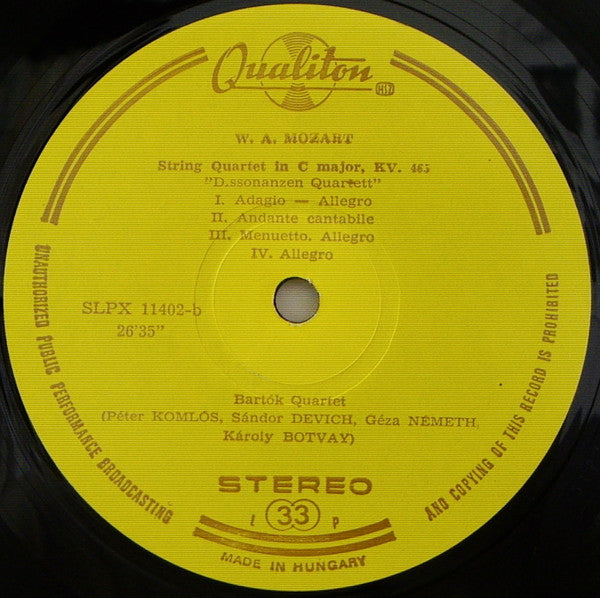 Qualiton
W. A. MOZART
String Quartet in C major, KV. 465
"D.ssonanzen Quartett"
I. Adagio — Allegro
II. Andante cantabile
III. Menuetto. Allegro
IV. Allegro
SLPX 11402-b
26'35"
Bartók Quartet
(Péter KOMLÓS, Sándor DEVICH, Géza NÉMETH,
Károly BOTVAY)
STEREO
l 33 p
MADE IN HUNGARY
UNAUTHORIZED PUBLIC PERFORMANCE BROADCASTING
AND COPYING OF THIS RECORD IS PROHIBITED